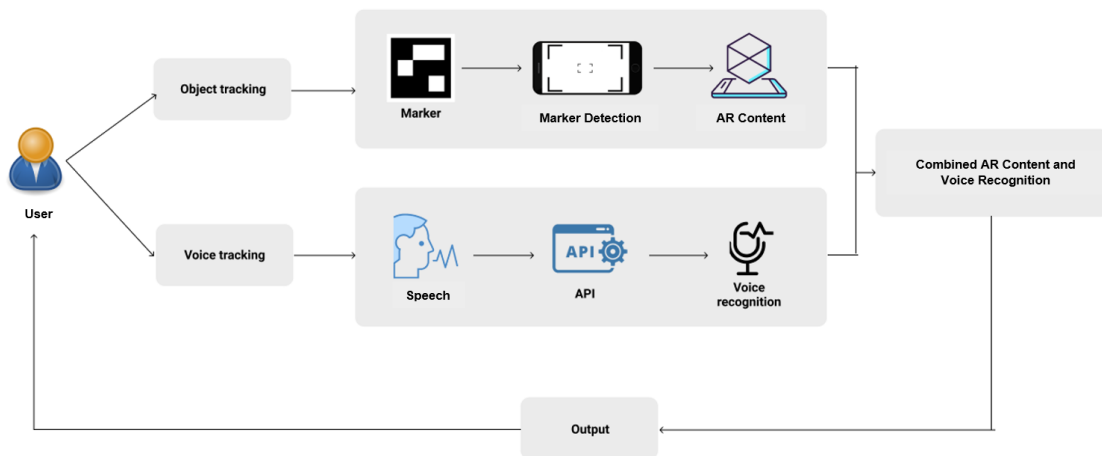 Object tracking
Marker
Marker Detection
AR Content
User
Combined AR Content and
Voice Recognition
Voice tracking
Speech
API
API
Voice
recognition
Output